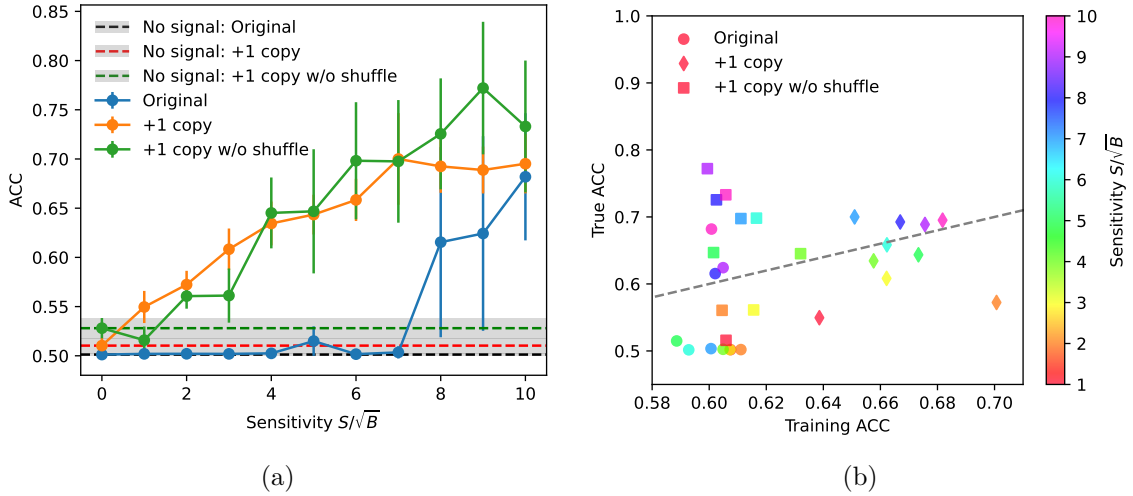 0.85
0.80
0.75
0.70
0.65
0.60
0.55
0.50
ACC
No signal: Original
No signal: +1 copy
No signal: +1 copy w/o shuffle
Original
+1 copy
+1 copy w/o shuffle
0 2 4 6 8 10
Sensitivity S/√B
(a)
1.0
0.9
0.8
0.7
0.6
0.5
True ACC
Original
+1 copy
+1 copy w/o shuffle
0.58 0.60 0.62 0.64 0.66 0.68 0.70
Training ACC
10
9
8
7
6
5
4
3
2
1
Sensitivity S/√B
(b)